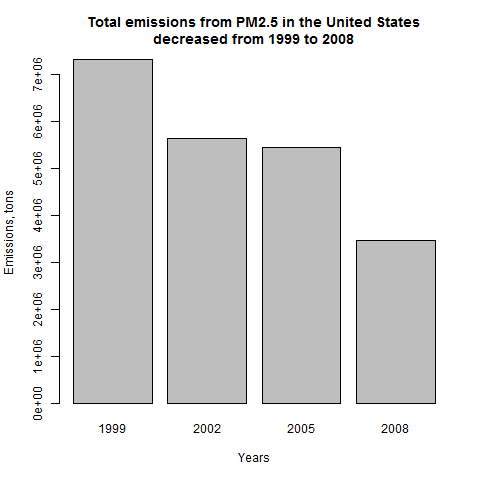 Total emissions from PM2.5 in the United States
decreased from 1999 to 2008
7e+06
6e+06
5e+06
4e+06
3e+06
2e+06
1e+06
0e+00
Emissions, tons
1999 2002 2005 2008
Years